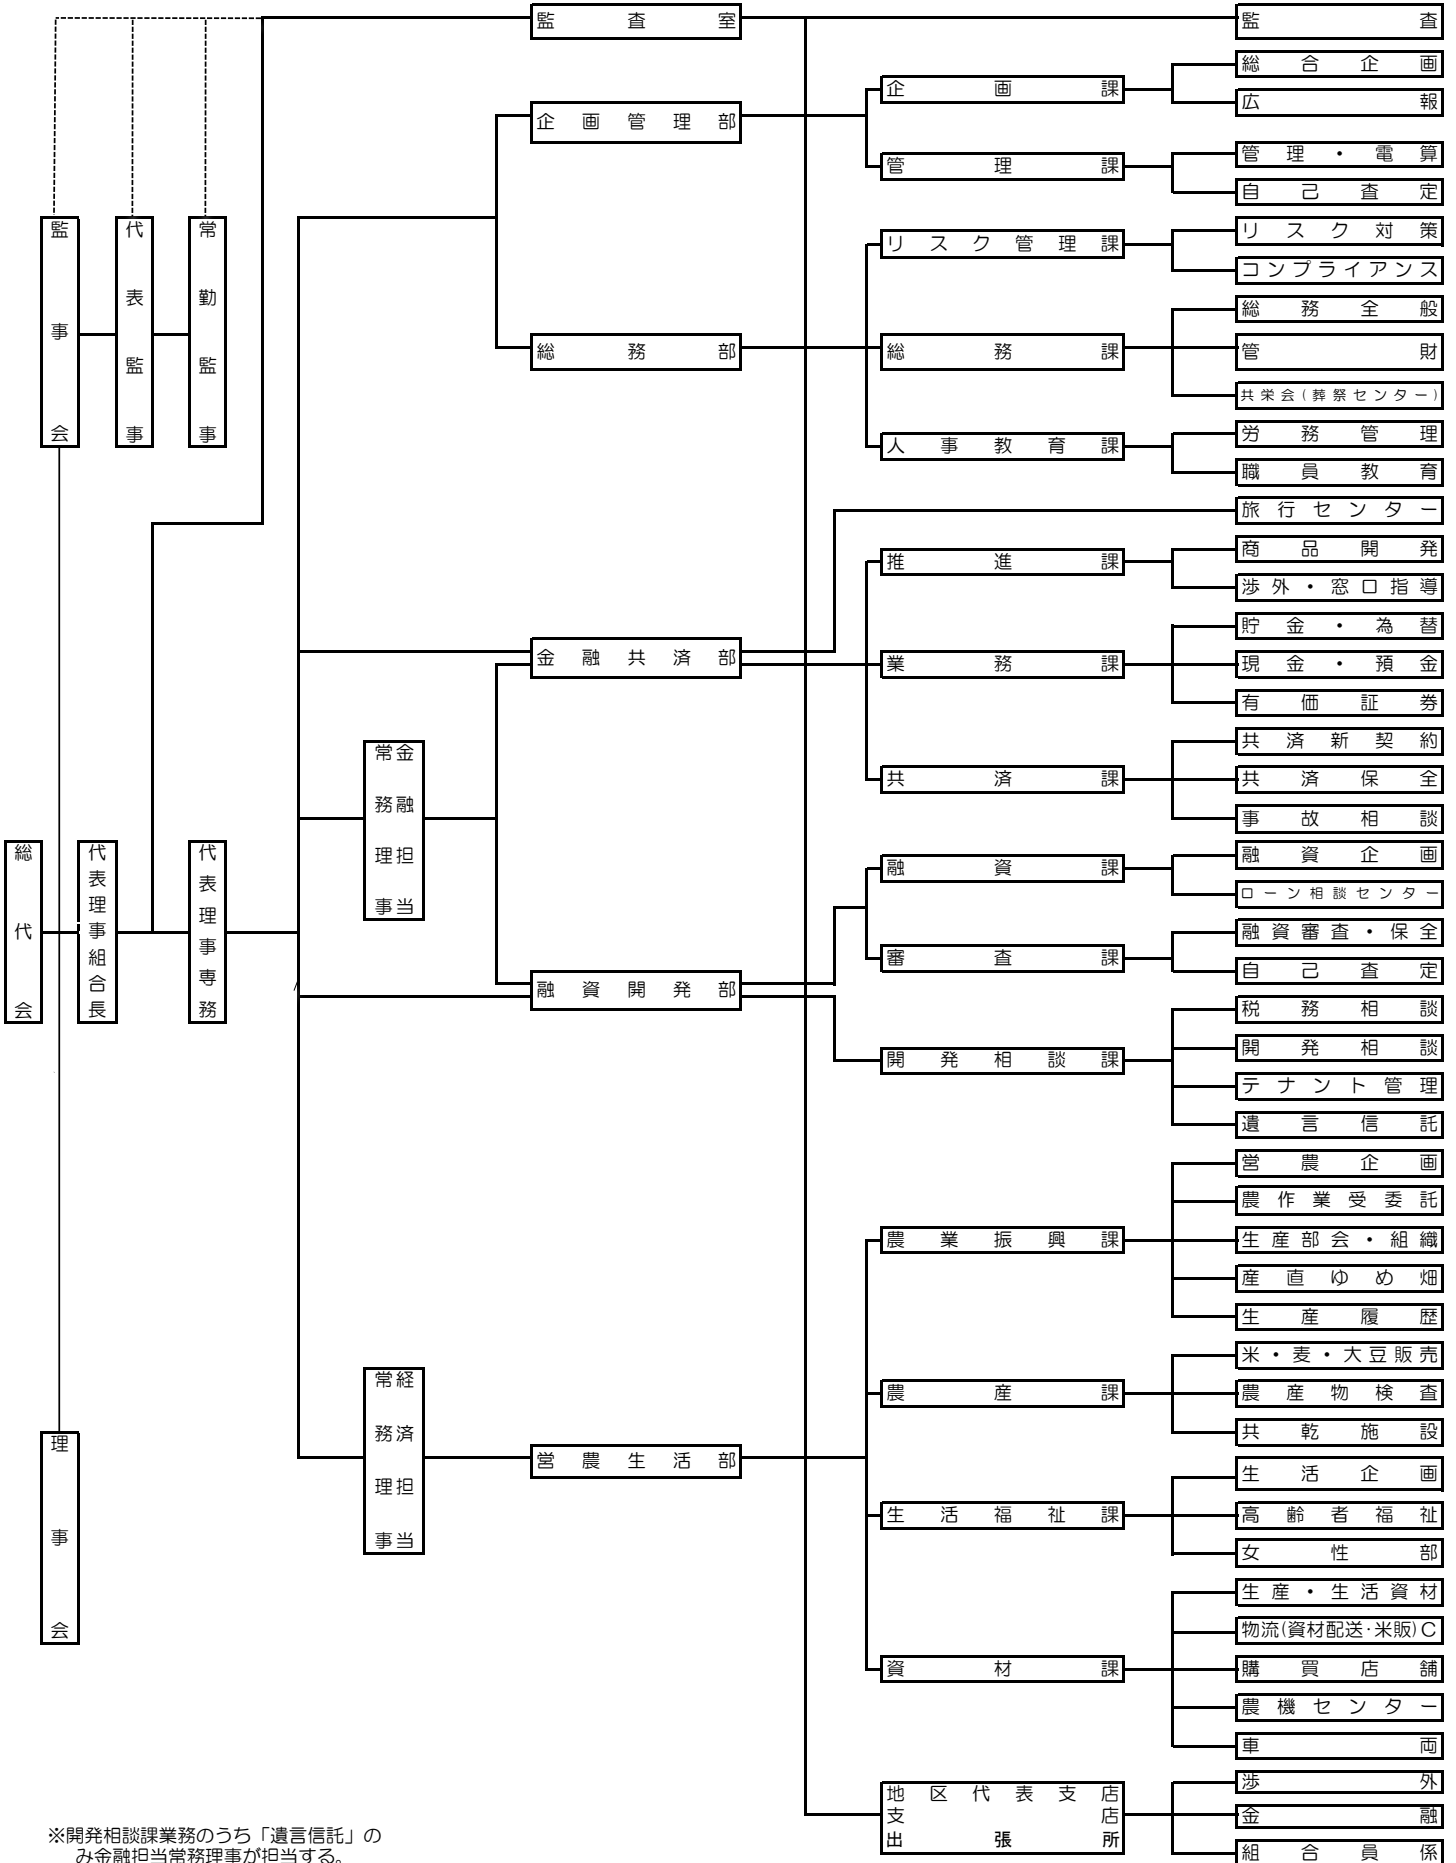 監査室
監査
企画管理部
企画課
総合企画
広報
管理課
管理・電算
自己査定
監事会
代表監事
常勤監事
総務部
リスク管理課
リスク対策
コンプライアンス
総務課
総務全般
管財
共栄会(葬祭センター)
人事教育課
労務管理
職員教育
旅行センター
金融共済部
推進課
商品開発
渉外・窓口指導
業務課
貯金・為替
現金・預金
有価証券
共済課
共済新契約
共済保全
事故相談
金融担当
常務理事
総代会
代表理事組合長
代表理事専務
融資開発部
融資課
融資企画
ローン相談センター
審査課
融資審査・保全
自己査定
開発相談課
税務相談
開発相談
テナント管理
遺言信託
経済担当
常務理事
理事会
営農生活部
農業振興課
営農企画
農作業受委託
生産部会・組織
産直ゆめ畑
生産履歴
農産課
米・麦・大豆販売
農産物検査
共乾施設
生活福祉課
生活企画
高齢者福祉
女性部
資材課
生産・生活資材
物流(資材配送・米販)C
購買店舗
農機センター
車両
地区代表支店
支店
出張所
渉外
金融
組合員係
※開発相談課業務のうち「遺言信託」の
み金融担当常務理事が担当する。